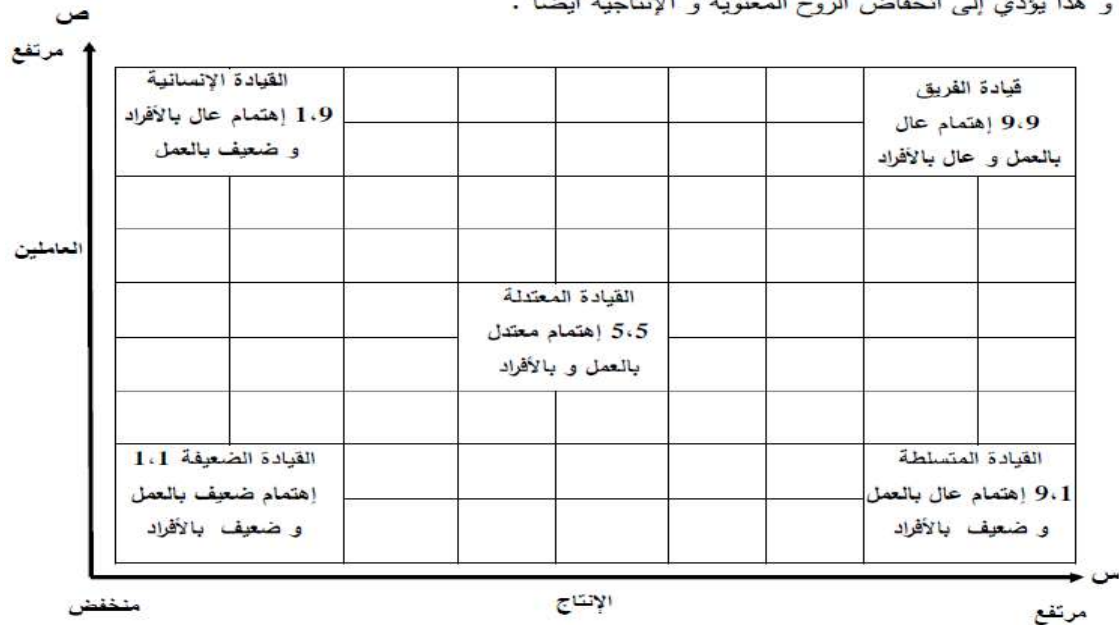 و هذا يؤدي إلى انخفاض الروح المعنوية و الإنتاجية أيضا .
ص
مرتفع
القيادة الإنسانية
1،9 إهتمام عال بالأفراد
و ضعيف بالعمل
قيادة الفريق
9،9 إهتمام عال
بالعمل و عال بالأفراد
العاملين
القيادة المعتدلة
5،5 إهتمام معتدل
بالعمل و بالأفراد
القيادة الضعيفة 1،1
إهتمام ضعيف بالعمل
و ضعيف بالأفراد
القيادة المتسلطة
9،1 إهتمام عال بالعمل
و ضعيف بالأفراد
س
منخفض
الإنتاج
مرتفع